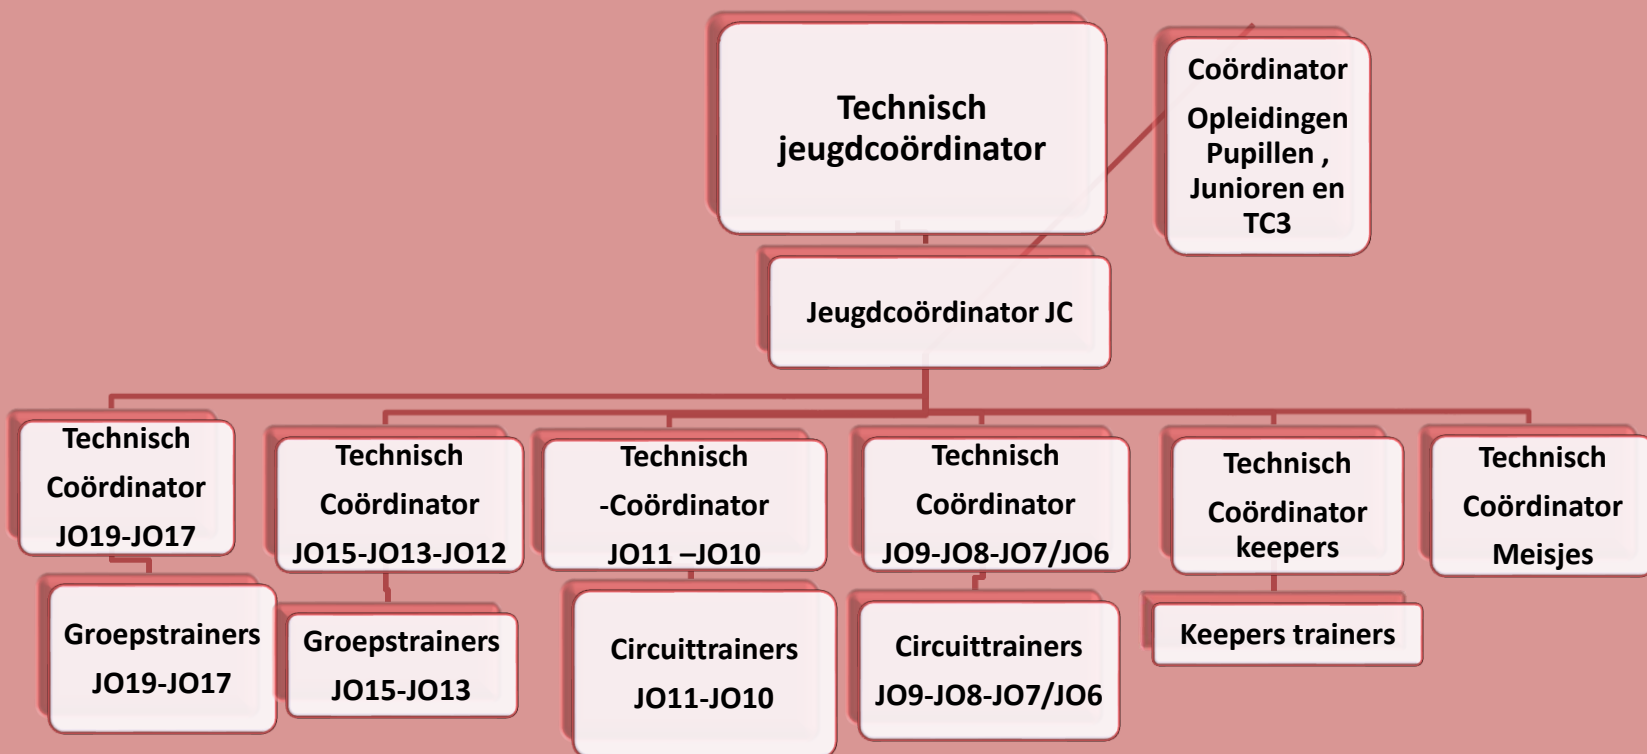 Technisch
jeugdcoördinator
Coördinator
Opleidingen
Pupillen ,
Junioren en
TC3
Jeugdcoördinator JC
Technisch
Coördinator
JO19-JO17
Technisch
Coördinator
JO15-JO13-JO12
Technisch
-Coördinator
JO11 –JO10
Technisch
Coördinator
JO9-JO8-JO7/JO6
Technisch
Coördinator
keepers
Technisch
Coördinator
Meisjes
Groepstrainers
JO19-JO17
Groepstrainers
JO15-JO13
Circuittrainers
JO11-JO10
Circuittrainers
JO9-JO8-JO7/JO6
Keepers trainers